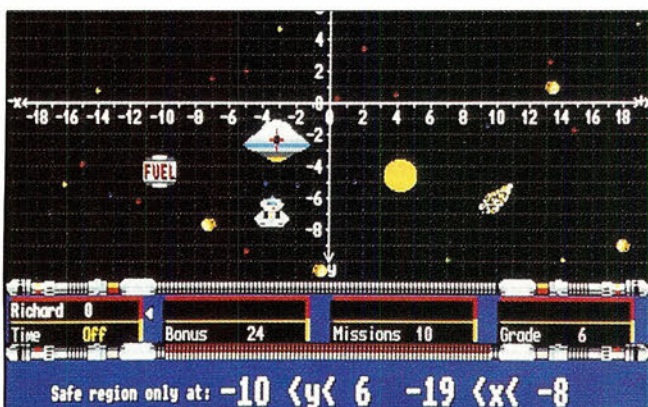 6
4
2
-x -18 -16 -14 -12 -10 -8 -6 -4 -2 0 2 4 6 8 10 12 14 16 18 +x
-2
-4
FUEL
-6
-8
-y
Richard 0
Time Off Bonus 24 Missions 10 Grade 6
Safe region only at: -10 <y< 6 -19 <x< -8